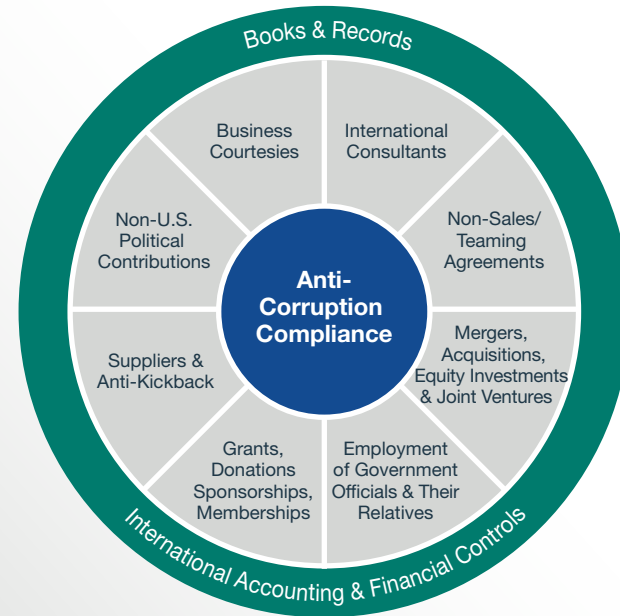 Books & Records
Business
Courtesies
International
Consultants
Non-U.S.
Political
Contributions
Non-Sales/
Teaming
Agreements
Anti-
Corruption
Compliance
Suppliers &
Anti-Kickback
Mergers,
Acquisitions,
Equity Investments
& Joint Ventures
Grants,
Donations
Sponsorships,
Memberships
Employment
of Government
Officials & Their
Relatives
International Accounting & Financial Controls